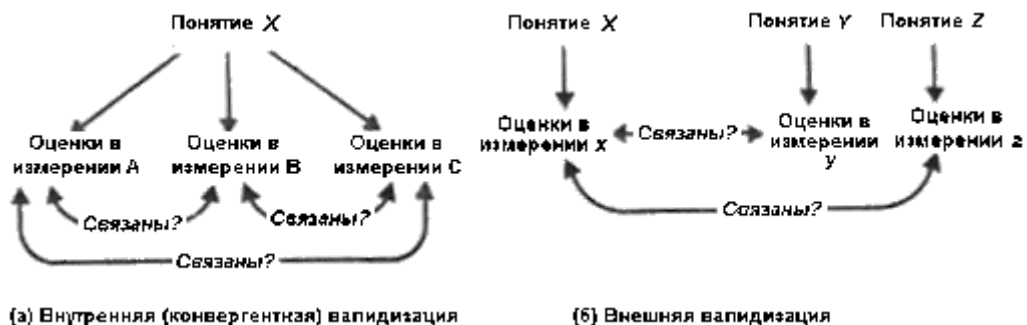 Понятие X
Оценки в
измерении A
Оценки в
измерении B
Оценки в
измерении C
Связаны?
Связаны?
Связаны?
(а) Внутренняя (конвергентная) валидизация
Понятие X
Понятие Y
Понятие Z
Оценки в
измерении x
Связаны?
Оценки в
измерении
y
Оценки в
измерении z
Связаны?
(б) Внешняя валидизация